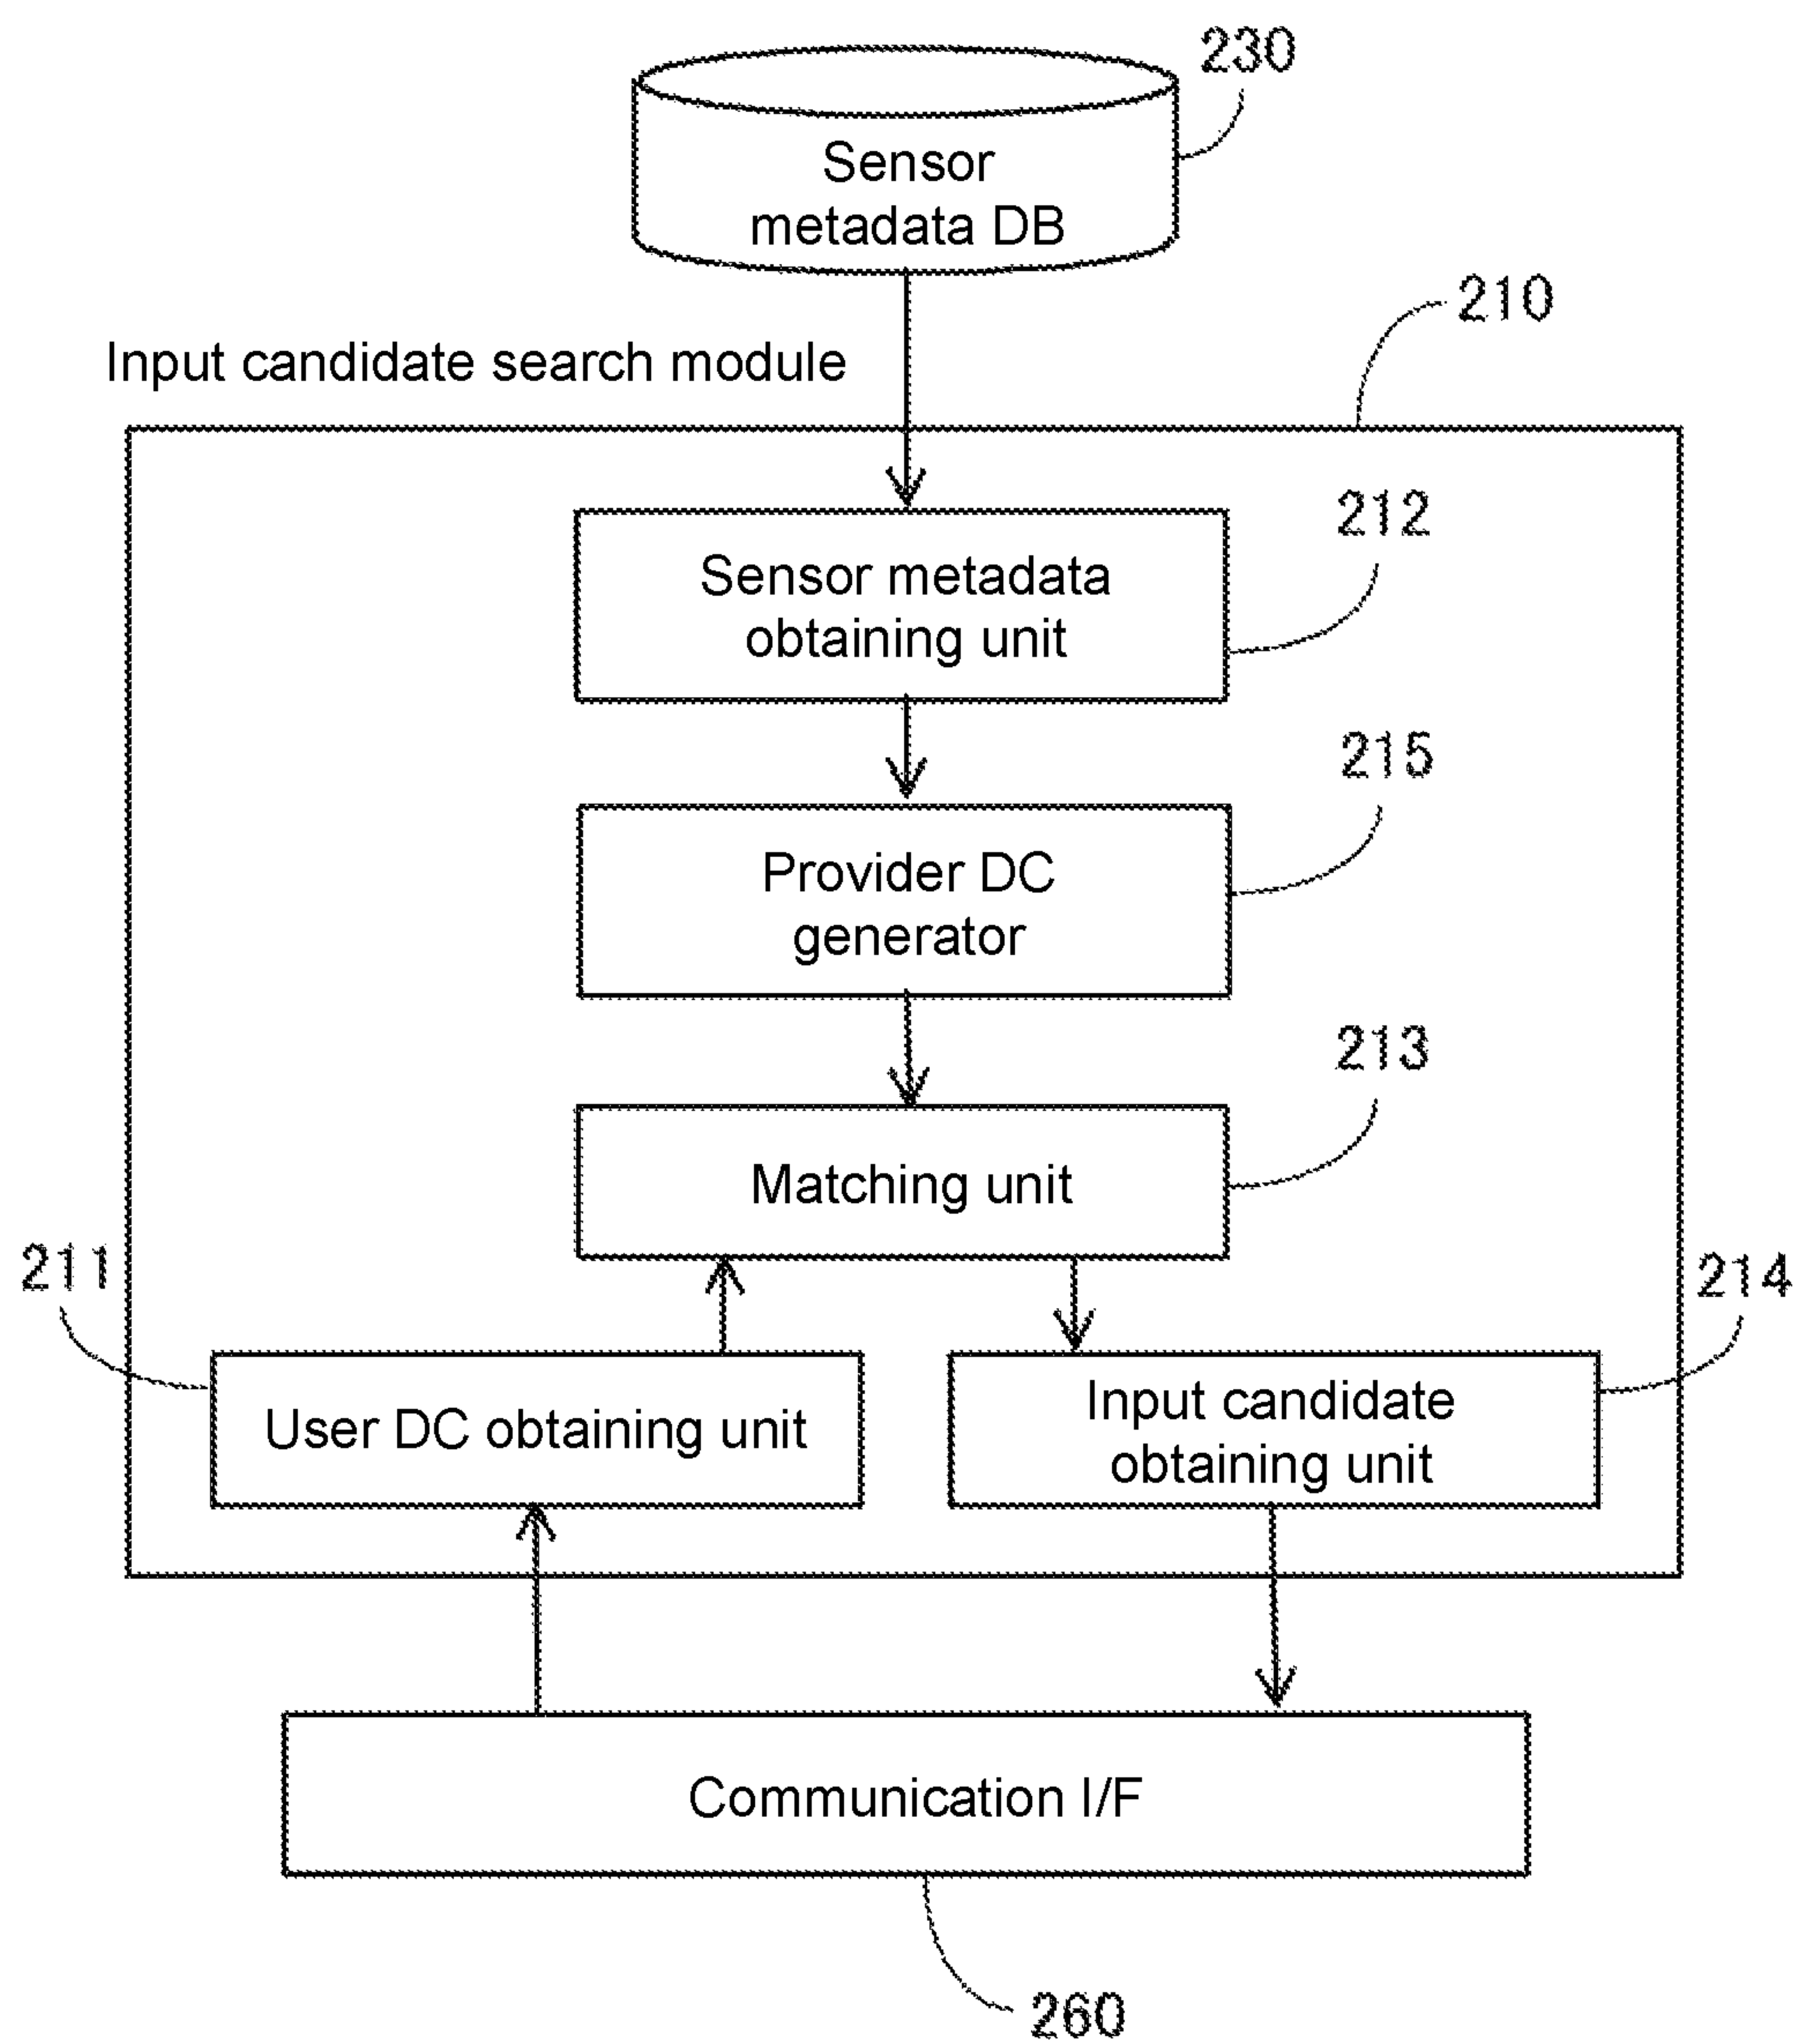 230
Sensor
metadata DB
210
Input candidate search module
212
Sensor metadata
obtaining unit
215
Provider DC
generator
213
Matching unit
211
214
User DC obtaining unit
Input candidate
obtaining unit
Communication I/F
260